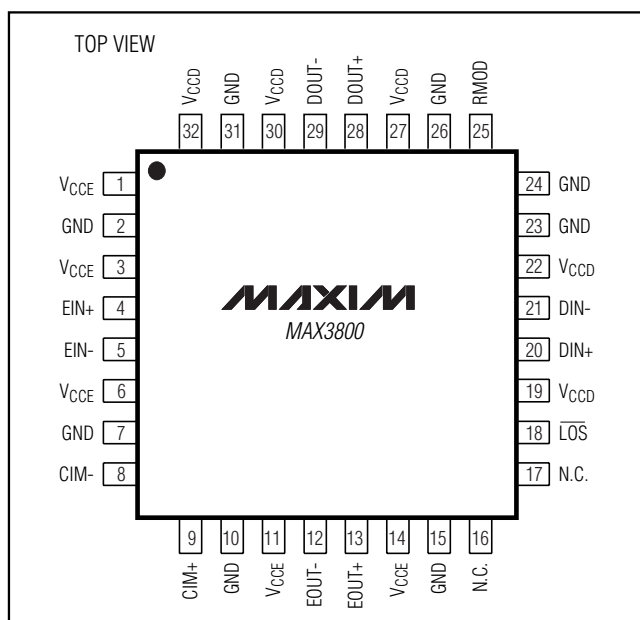 TOP VIEW
VCCD
GND
VCCD
DOUT-
DOUT+
VCCD
GND
RMOD
32
31
30
29
28
27
26
25
VCCE 1
GND 2
VCCE 3
EIN+ 4
EIN- 5
VCCE 6
GND 7
CIM- 8
MAXIM
MAX3800
24 GND
23 GND
22 VCCD
21 DIN-
20 DIN+
19 VCCD
18 L̅O̅S̅
17 N.C.
9
10
11
12
13
14
15
16
CIM+
GND
VCCE
EOUT-
EOUT+
VCCE
GND
N.C.